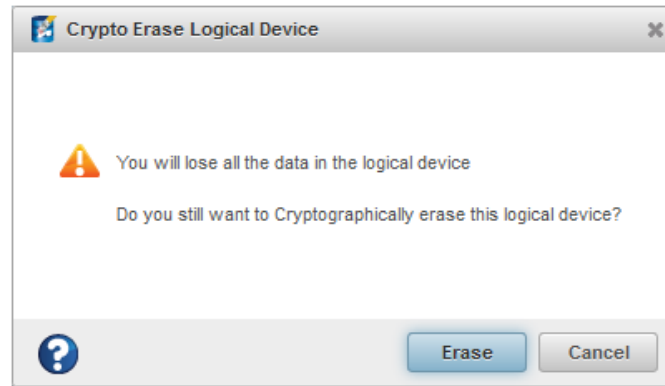 Crypto Erase Logical Device
You will lose all the data in the logical device
Do you still want to Cryptographically erase this logical device?
?
Erase Cancel